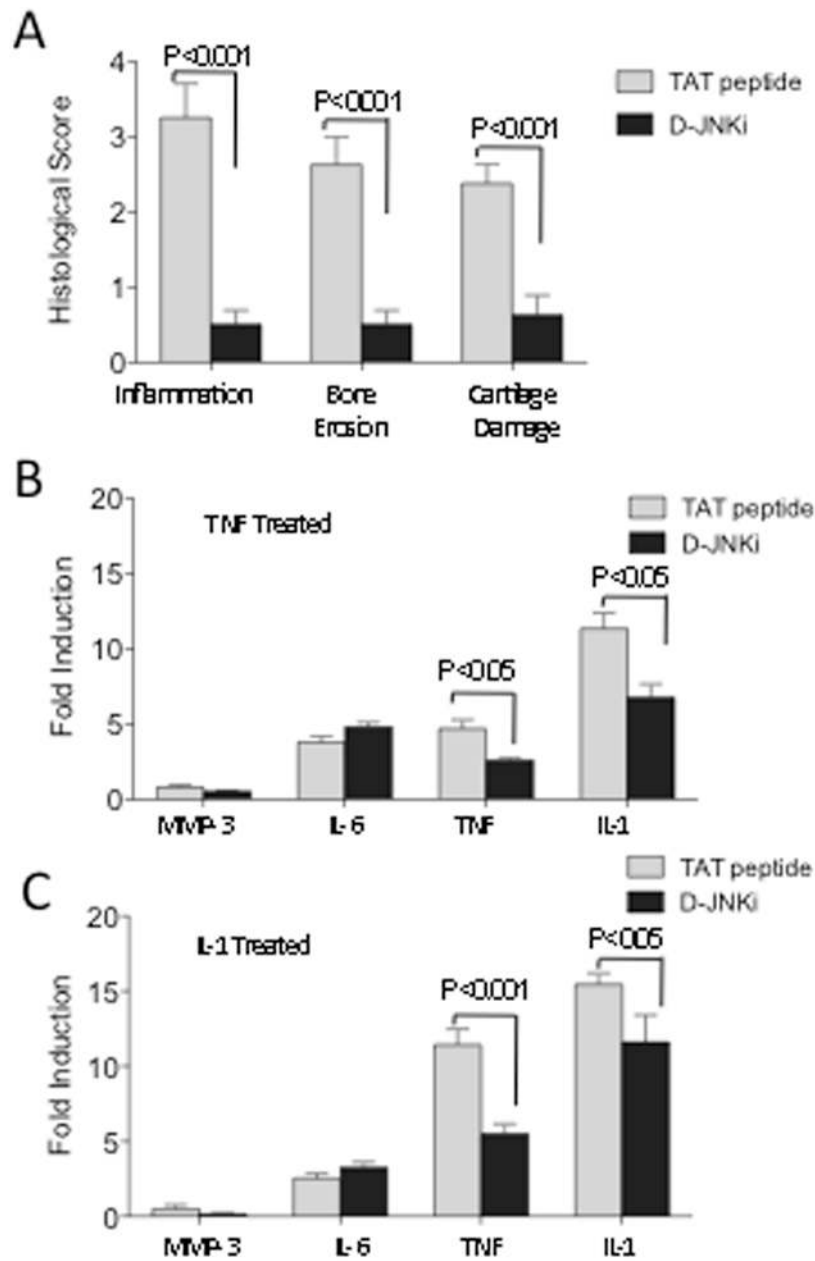 A
P<0.001
P<0.001
P<0.001
TAT peptide
D-JNKi
Histological Score
4
3
2
1
0
Inflammation
Bone
Erosion
Cartilage
Damage
B
TNF Treated
TAT peptide
D-JNKi
P<0.05
P<0.05
Fold Induction
20
15
10
5
0
MMP-3
IL-6
TNF
IL-1
C
IL-1 Treated
TAT peptide
D-JNKi
P<0.05
P<0.001
Fold Induction
20
15
10
5
0
MMP-3
IL-6
TNF
IL-1